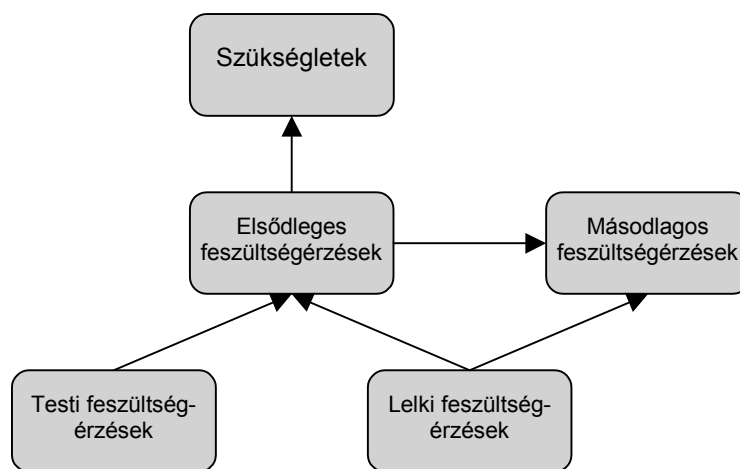 Szükségletek
Elsődleges
feszültségérzések
Másodlagos
feszültségérzések
Testi feszültség-
érzések
Lelki feszültség-
érzések